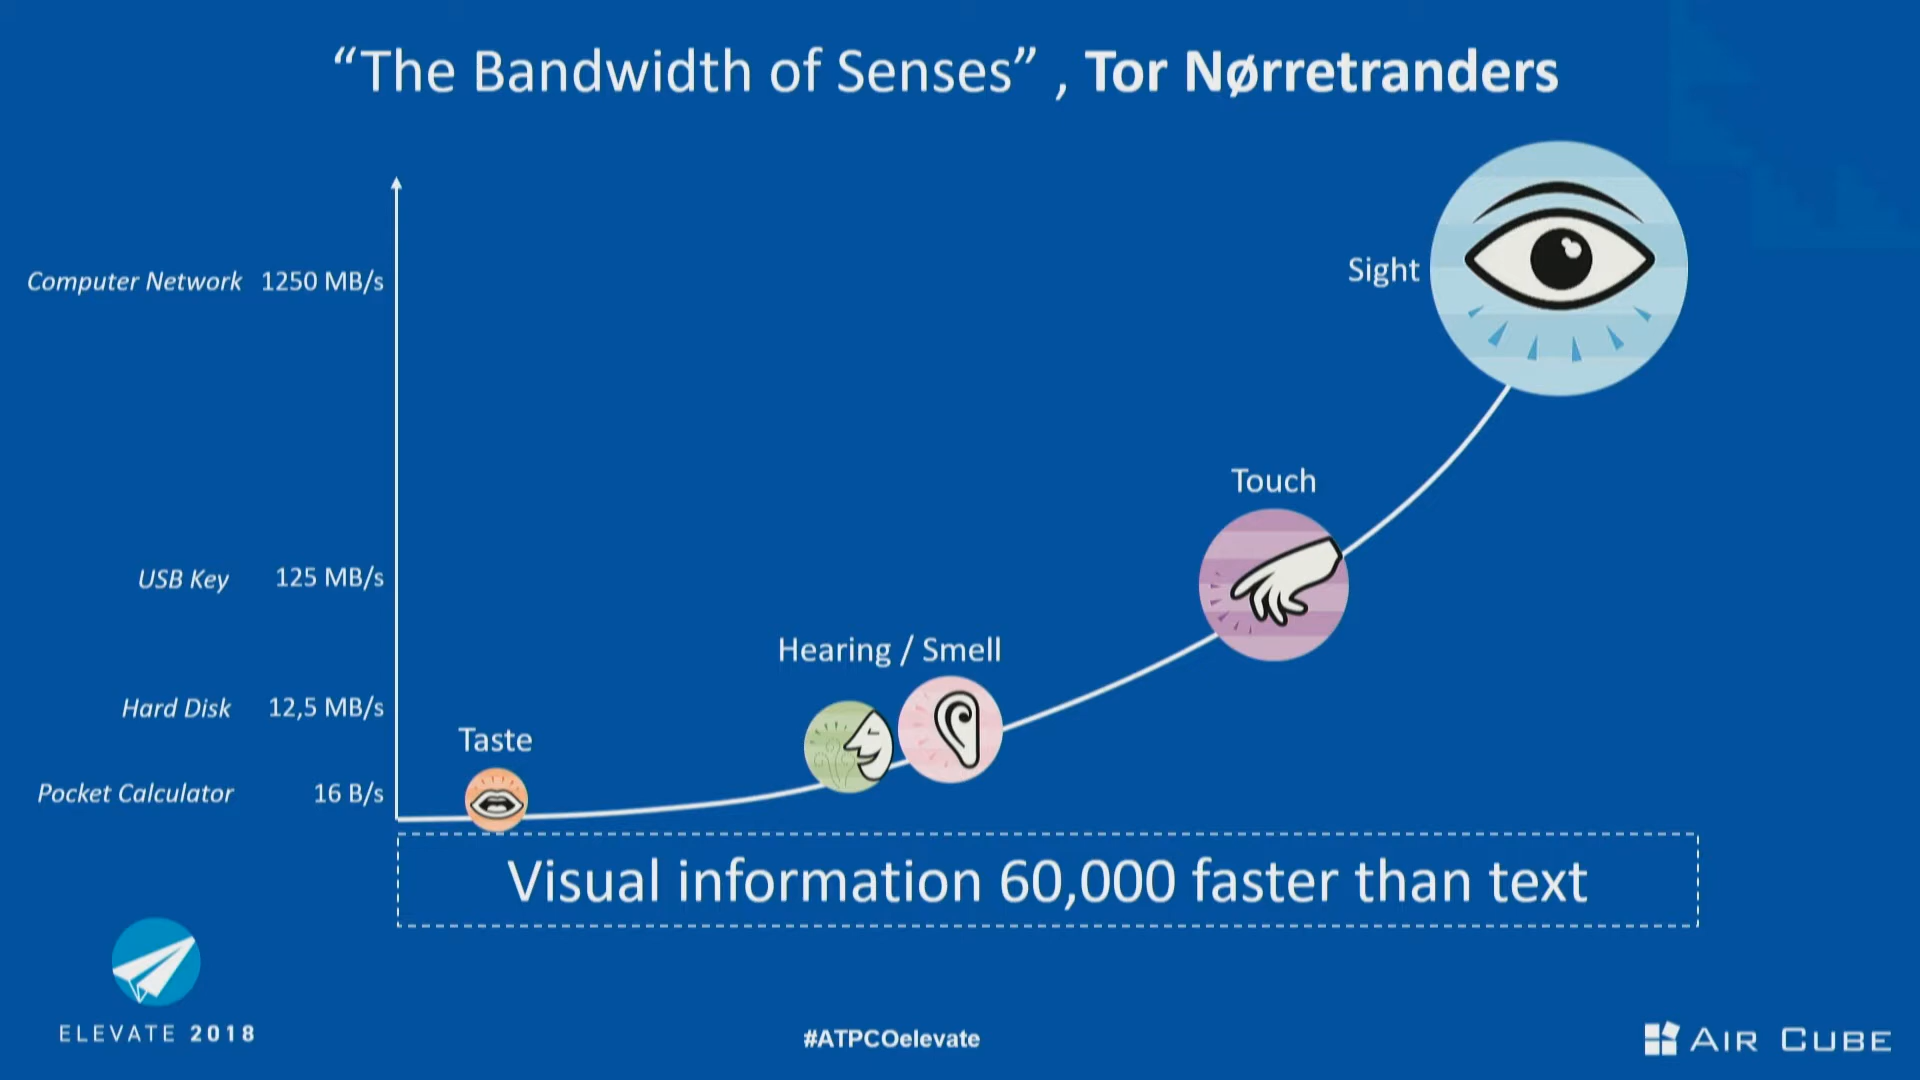 “The Bandwidth of Senses” , Tor Nørretranders
Sight
Computer Network 1250 MB/s
Touch
USB Key 125 MB/s
Hearing / Smell
Hard Disk 12,5 MB/s
Taste
Pocket Calculator 16 B/s
Visual information 60,000 faster than text
ELEVATE 2018
#ATPCOelevate
AIR CUBE